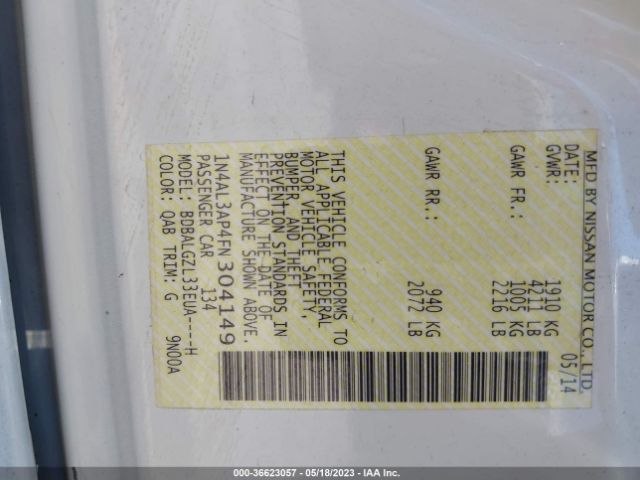 MFD BY NISSAN MOTOR CO., LTD.
DATE: 05/14
GVWR: 1910 KG
4211 LB
GAWR FR.: 1005 KG
2216 LB
GAWR RR.: 940 KG
2072 LB
THIS VEHICLE CONFORMS TO
ALL APPLICABLE FEDERAL
MOTOR VEHICLE SAFETY,
BUMPER, AND THEFT
PREVENTION STANDARDS IN
EFFECT ON THE DATE OF
MANUFACTURE SHOWN ABOVE.
1N4AL3AP4FN304149
PASSENGER CAR 134
MODEL: BDBALGZL33EUA----H
COLOR: QAB TRIM: G 9N00A
000-36623057 - 05/18/2023 - IAA Inc.